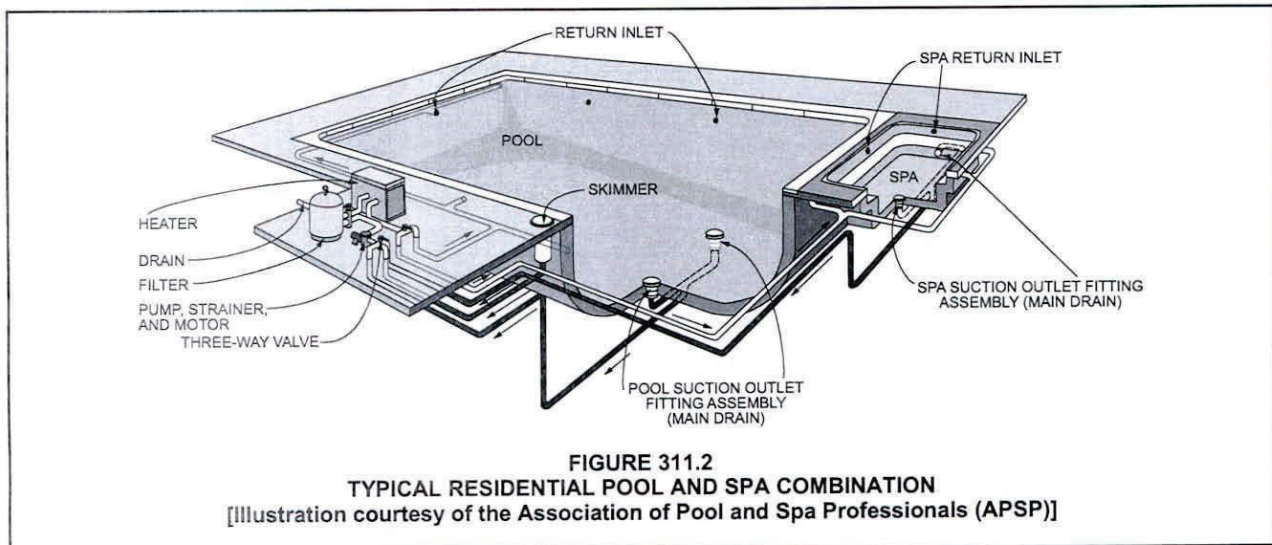 RETURN INLET
SPA RETURN INLET
POOL
SPA
SKIMMER
HEATER
DRAIN
FILTER
PUMP, STRAINER,
AND MOTOR
THREE-WAY VALVE
SPA SUCTION OUTLET FITTING
ASSEMBLY (MAIN DRAIN)
POOL SUCTION OUTLET
FITTING ASSEMBLY
(MAIN DRAIN)
FIGURE 311.2
TYPICAL RESIDENTIAL POOL AND SPA COMBINATION
[Illustration courtesy of the Association of Pool and Spa Professionals (APSP)]